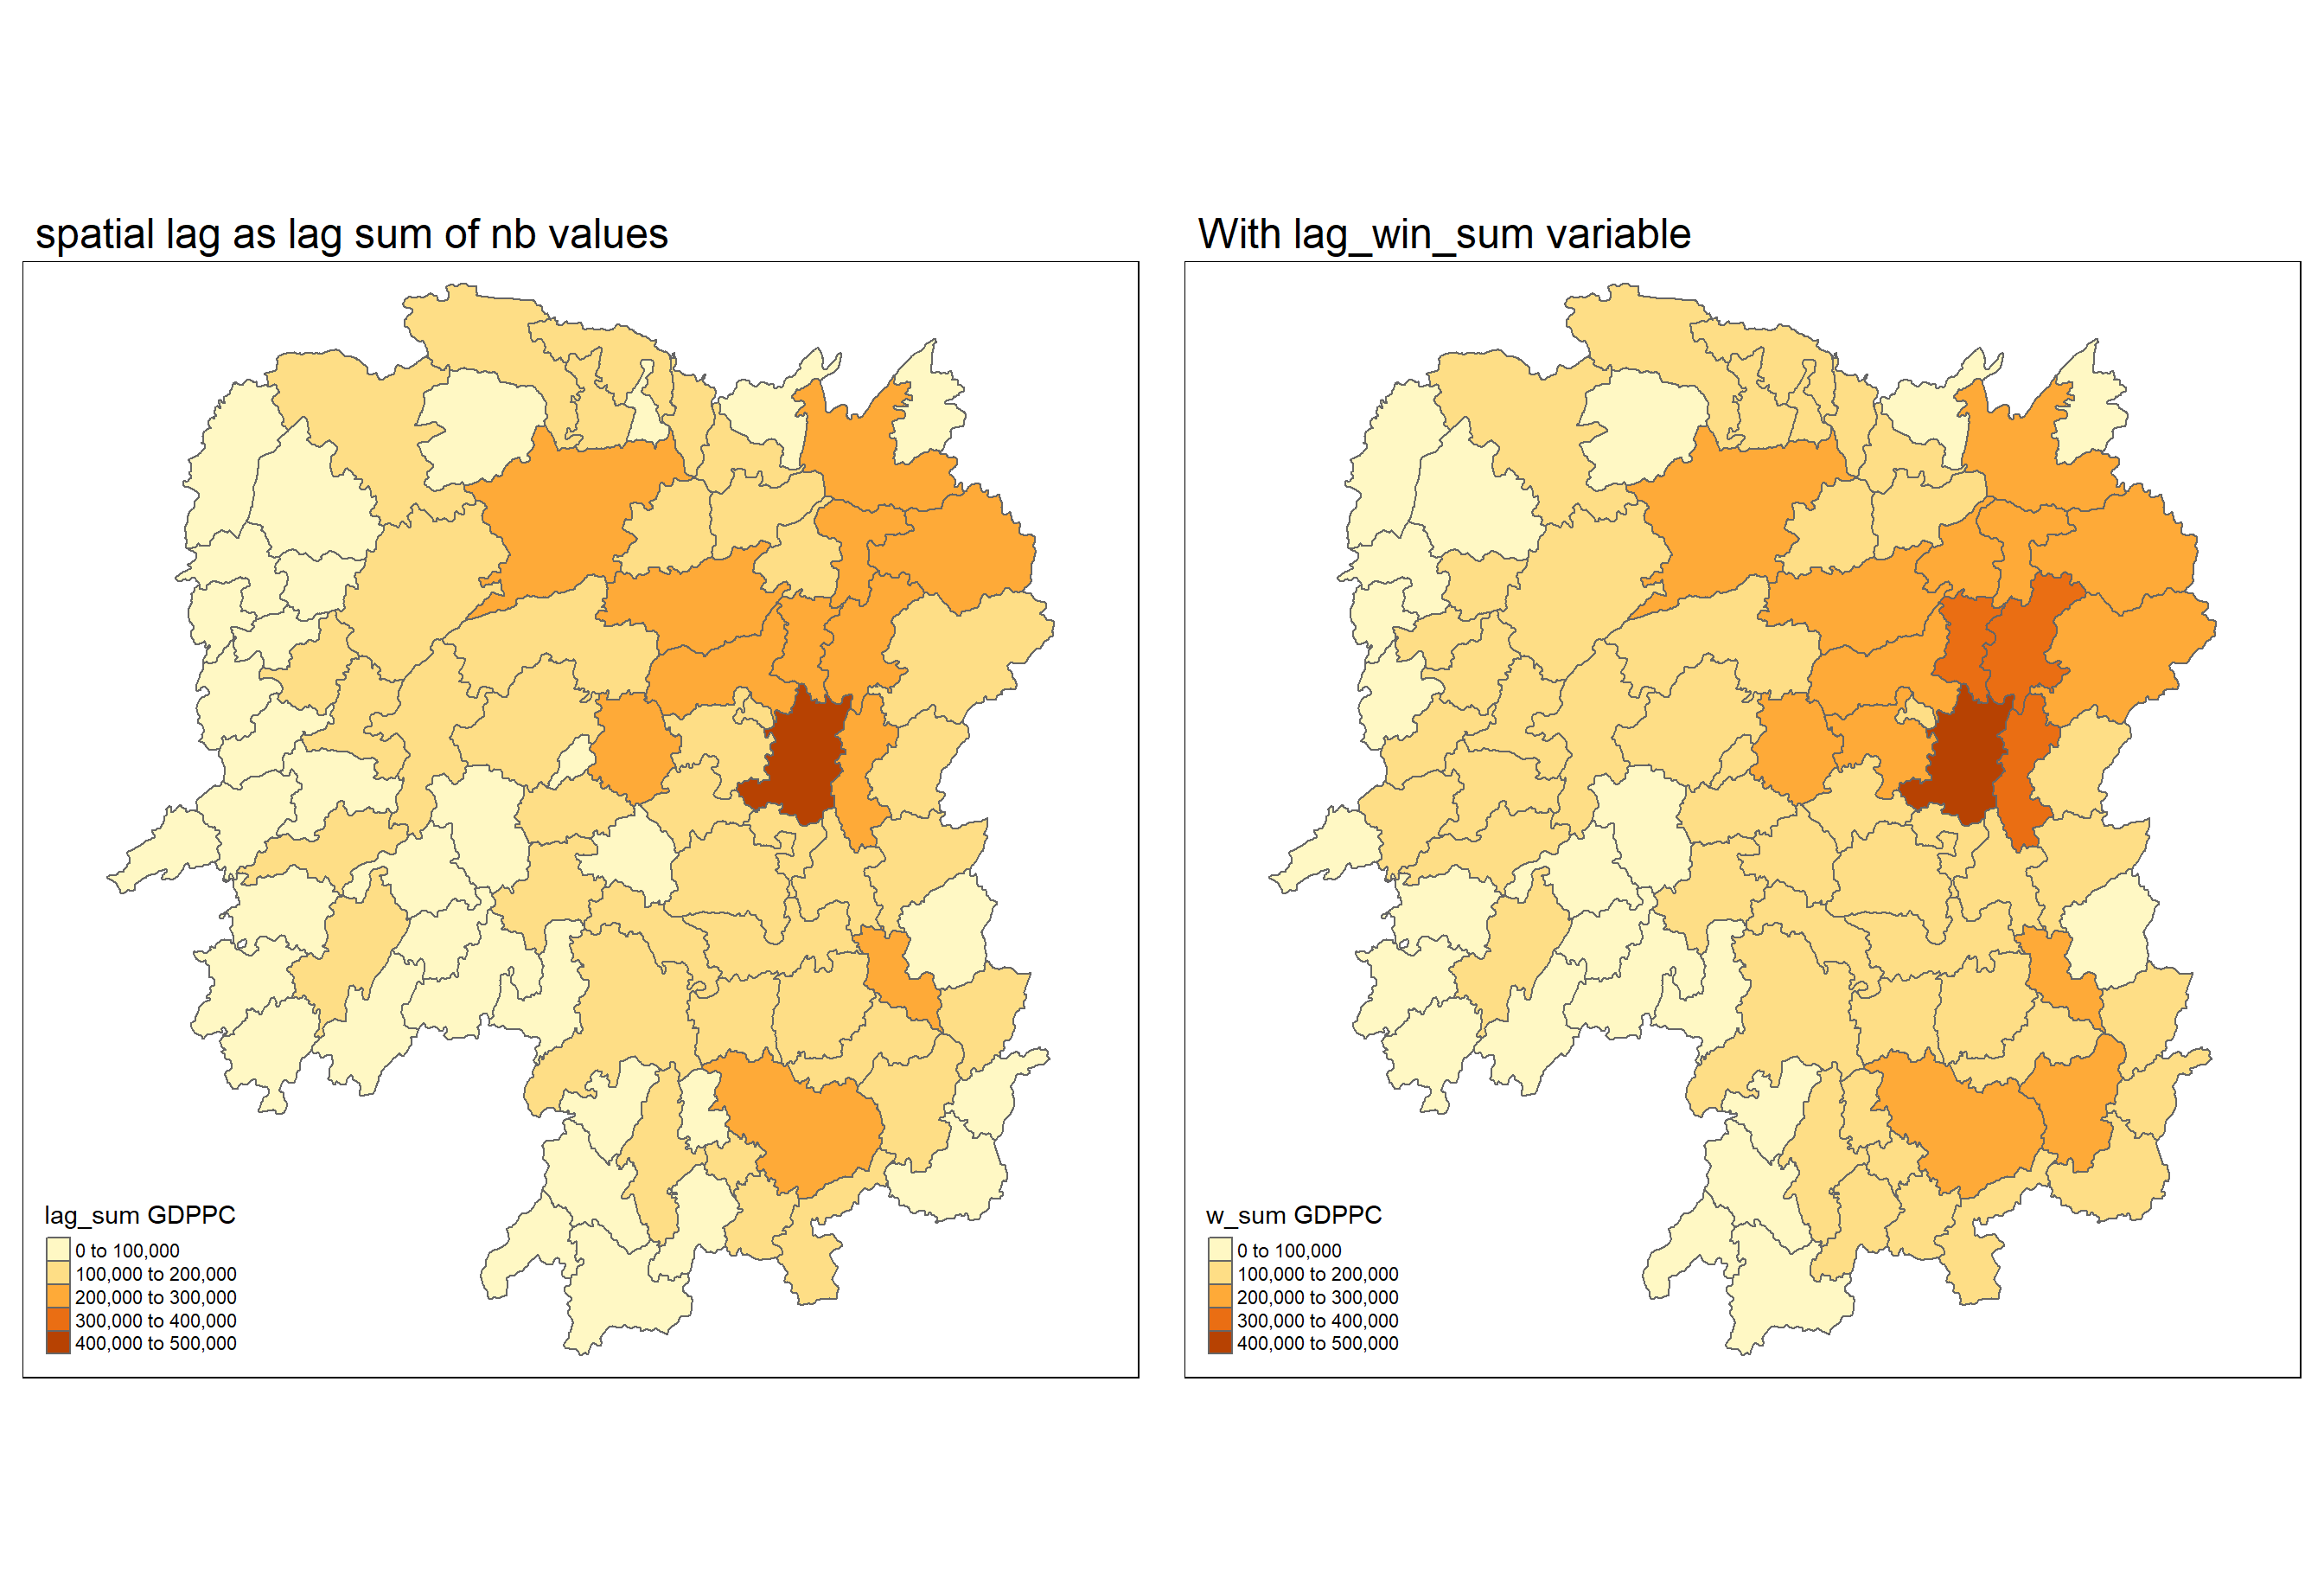 spatial lag as lag sum of nb values
With lag_win_sum variable
lag_sum GDPPC
0 to 100,000
100,000 to 200,000
200,000 to 300,000
300,000 to 400,000
400,000 to 500,000
w_sum GDPPC
0 to 100,000
100,000 to 200,000
200,000 to 300,000
300,000 to 400,000
400,000 to 500,000